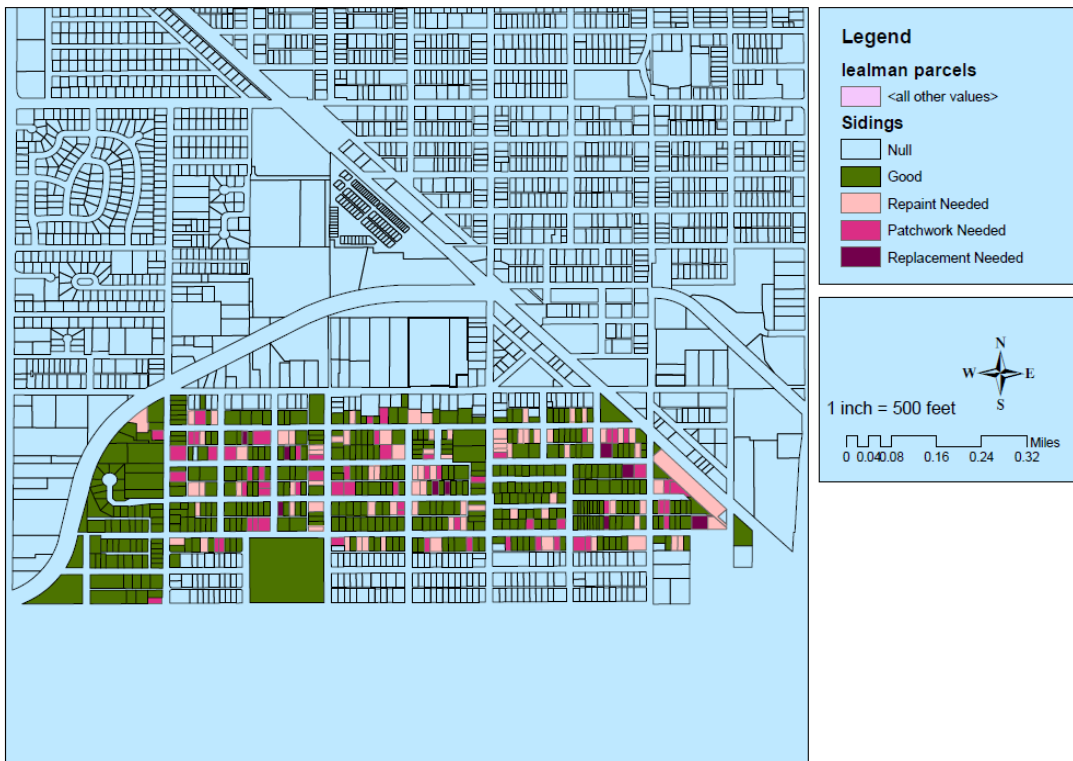 Legend
lealman parcels
<all other values>
Sidings
Null
Good
Repaint Needed
Patchwork Needed
Replacement Needed
N
W E
S
1 inch = 500 feet
Miles
0 0.040.08 0.16 0.24 0.32